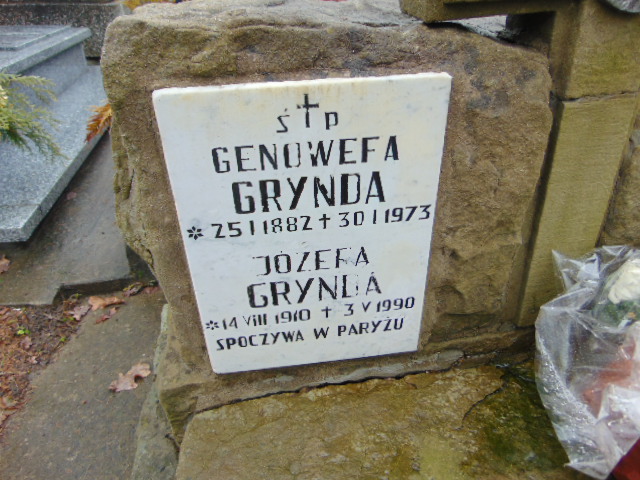 Ś † P
GENOWEFA
GRYNDA
* 25 I 1882 † 30 I 1973
JÓZEFA
GRYNDA
* 14 VIII 1910 † 3 V 1990
SPOCZYWA W PARYŻU